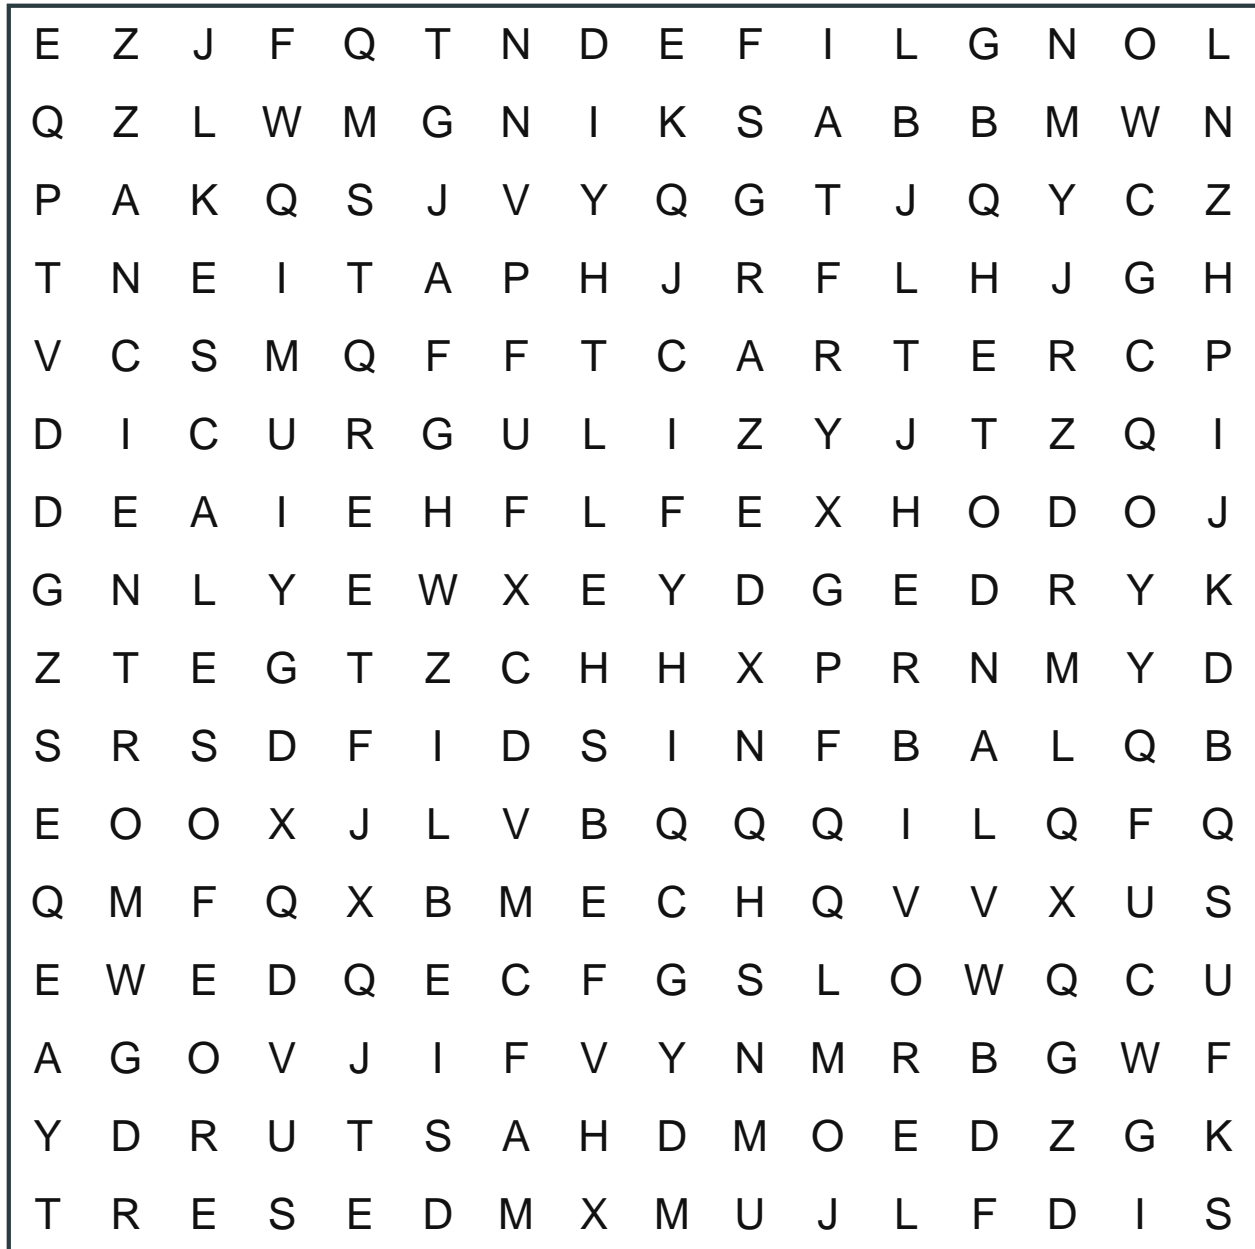 E Z J F Q T N D E F I L G N O L
Q Z L W M G N I K S A B B M W N
P A K Q S J V Y Q G T J Q Y C Z
T N E I T A P H J R F L H J G H
V C S M Q F F T C A R T E R C P
D I C U R G U L I Z Y J T Z Q I
D E A I E H F L F E X H O D O J
G N L Y E W X E Y D G E D R Y K
Z T E G T Z C H H X P R N M Y D
S R S D F I D S I N F B A L Q B
E O O X J L V B Q Q Q I L Q F Q
Q M F Q X B M E C H Q V V X U S
E W E D Q E C F G S L O W Q C U
A G O V J I F V Y N M R B G W F
Y D R U T S A H D M O E D Z G K
T R E S E D M X M U J L F D I S